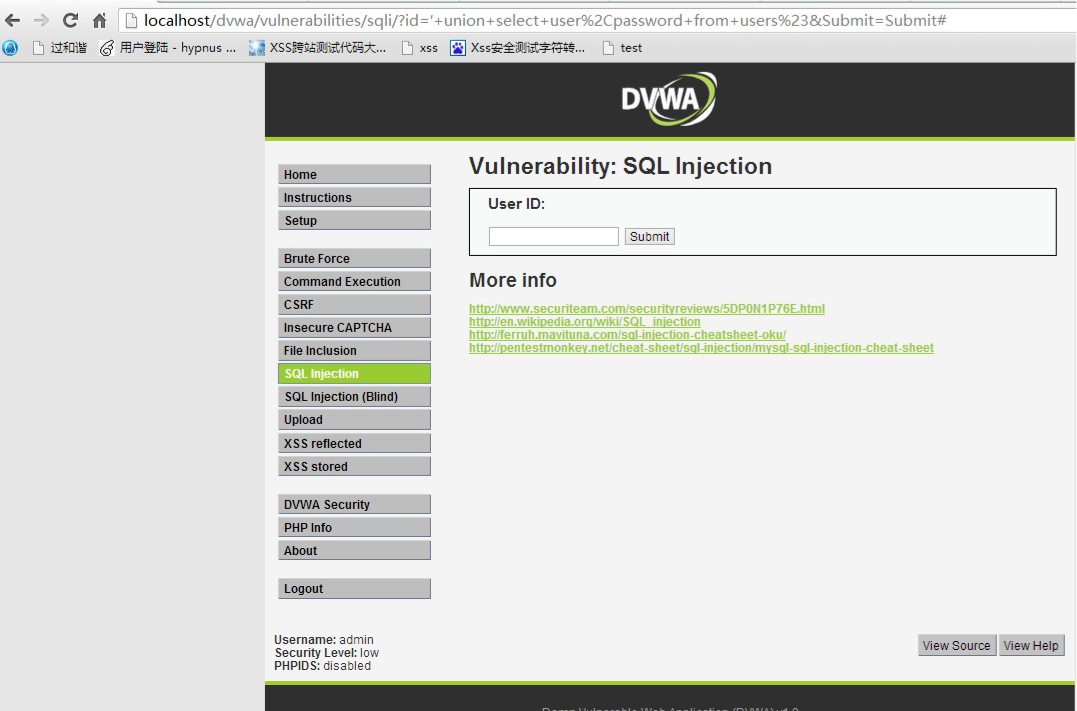 localhost/dvwa/vulnerabilities/sqli/?id='+union+select+user%2Cpassword+from+users%23&Submit=Submit#
过和谐 用户登陆 - hypnus ... XSS跨站测试代码大... xss Xss安全测试字符转... test
DVWA
Vulnerability: SQL Injection
Home
Instructions
Setup
Brute Force
Command Execution
CSRF
Insecure CAPTCHA
File Inclusion
SQL Injection
SQL Injection (Blind)
Upload
XSS reflected
XSS stored
DVWA Security
PHP Info
About
Logout
User ID:
Submit
More info
http://www.securiteam.com/securityreviews/5DP0N1P76E.html
http://en.wikipedia.org/wiki/SQL_injection
http://ferruh.mavituna.com/sql-injection-cheatsheet-oku/
http://pentestmonkey.net/cheat-sheet/sql-injection/mysql-sql-injection-cheat-sheet
Username: admin
Security Level: low
PHPIDS: disabled
View Source View Help